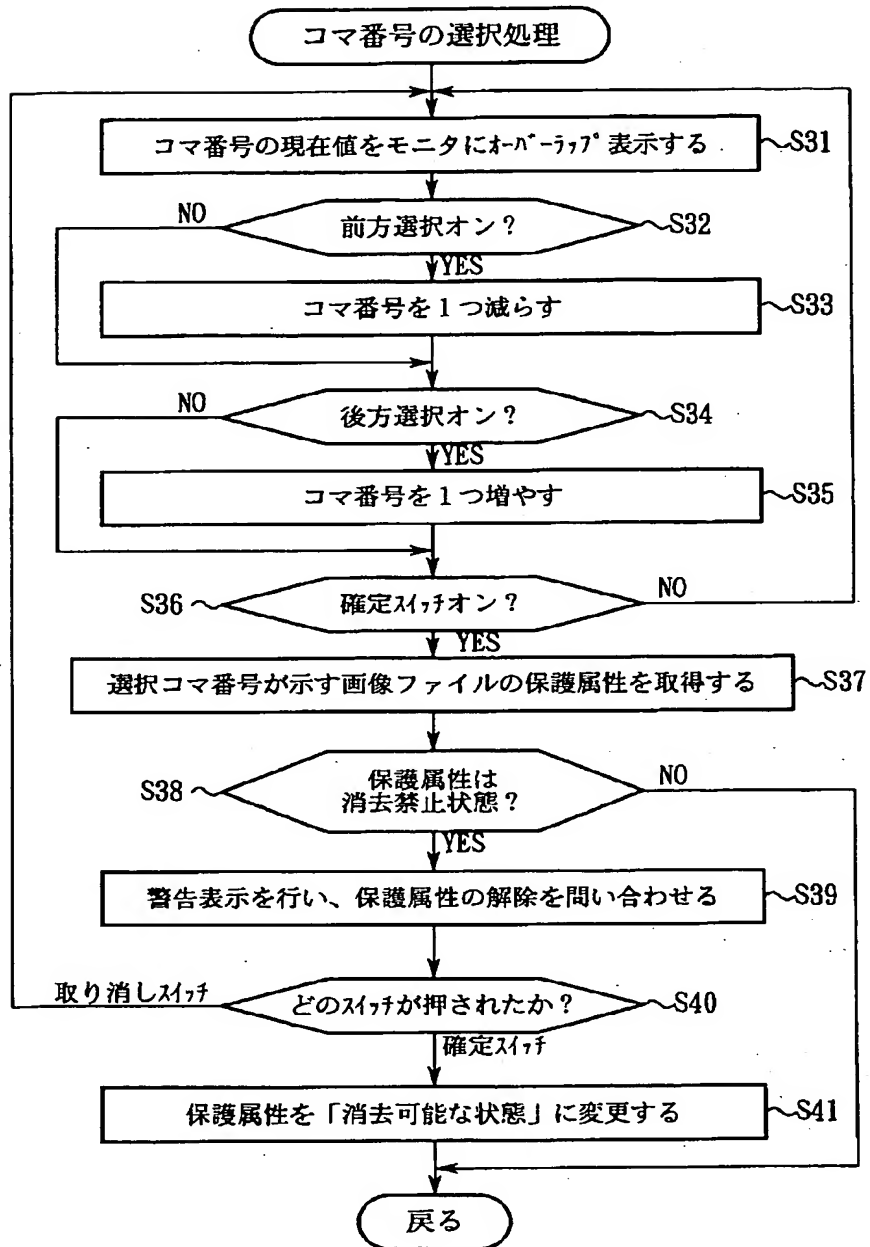 コマ番号の選択処理
コマ番号の現在値をモニタにｵｰﾊﾞｰﾗｯﾌﾟ表示する
S31
NO
前方選択オン？
S32
YES
コマ番号を１つ減らす
S33
NO
後方選択オン？
S34
YES
コマ番号を１つ増やす
S35
S36
確定ｽｲｯﾁオン？
NO
YES
選択コマ番号が示す画像ファイルの保護属性を取得する
S37
S38
保護属性は
消去禁止状態？
NO
YES
警告表示を行い、保護属性の解除を問い合わせる
S39
取り消しｽｲｯﾁ
どのｽｲｯﾁが押されたか？
S40
確定ｽｲｯﾁ
保護属性を「消去可能な状態」に変更する
S41
戻る